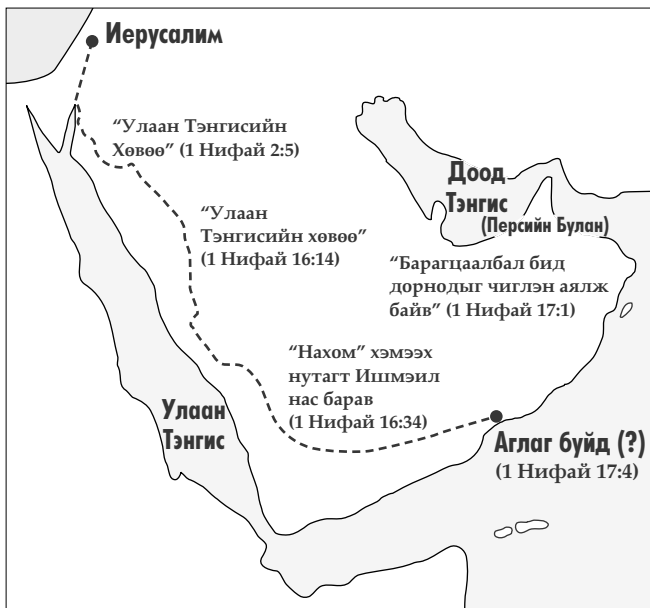 Иерусалим
“Улаан Тэнгисийн
Хөвөө” (1 Нифай 2:5)
Доод
Тэнгис
(Персийн Булан)
“Улаан
Тэнгисийн хөвөө”
(1 Нифай 16:14)
“Барагцаалбал бид
дорнодыг чиглэн аялж
байв” (1 Нифай 17:1)
“Нахом” хэмээх
нутагт Ишмэил
нас барав
(1 Нифай 16:34)
Улаан
Тэнгис
Аглаг буйд (?)
(1 Нифай 17:4)